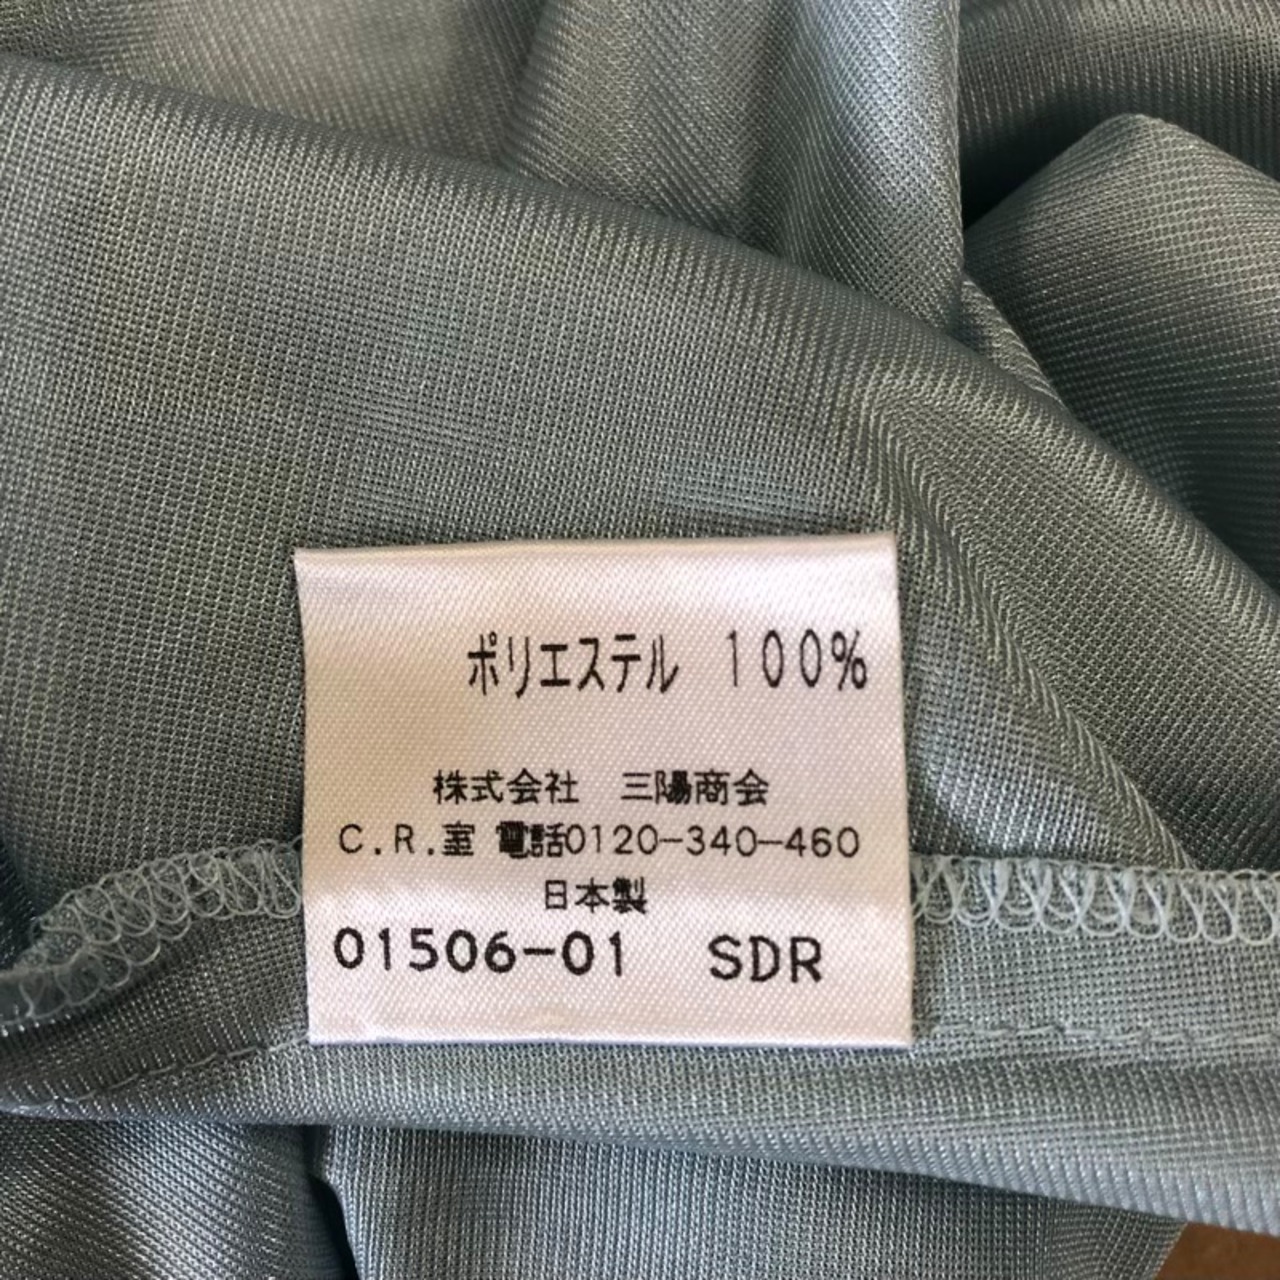 ポリエステル 100%
株式会社 三陽商会
C.R.室 電話0120-340-460
日本製
01506-01 SDR